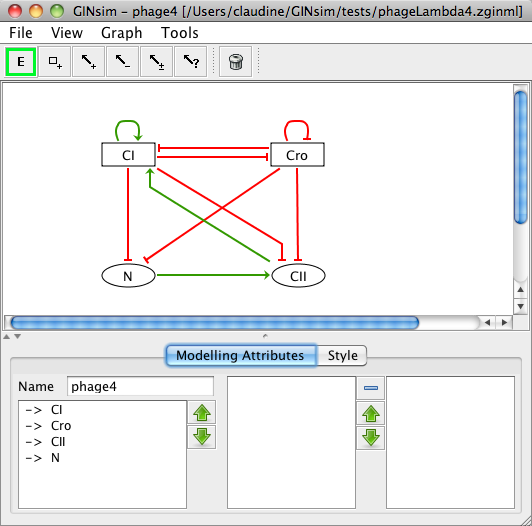 GINsim – phage4 [/Users/claudine/GINsim/tests/phageLambda4.zginml]
File View Graph Tools
E + + - ± ?
CI Cro
N CII
Modelling Attributes Style
Name phage4
-> CI
-> Cro
-> CII
-> N